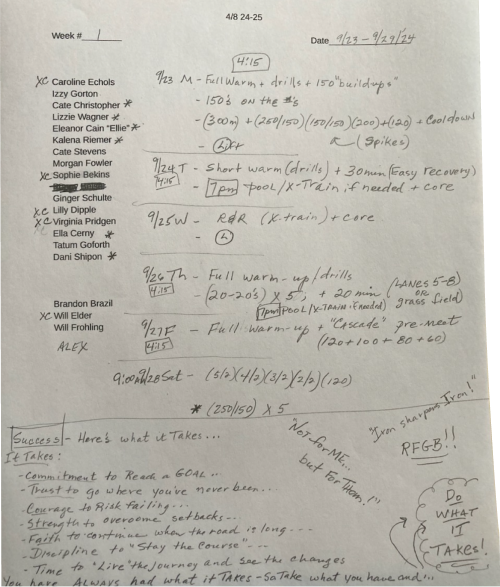 4/8 24-25
Week # 1
Date 9/23 - 9/29/24
4:15
XC Caroline Echols
Izzy Gorton
Cate Christopher *
Lizzie Wagner *
Eleanor Cain "Ellie" *
Kalena Riemer *
Cate Stevens
Morgan Fowler
XC Sophie Bekins
Ginger Schulte
X.C Lilly Dipple
X.C Virginia Pridgen
Ella Cerny *
Tatum Goforth
Dani Shipon *
Brandon Brazil
XC Will Elder
Will Frohling
ALEX
9/23 M - Full Warm + drills + 150 "buildups"
- 150's ON the #'s
- (300m) + (250/150)(150/150)(200)+(120) + Cool down
(Spikes)
9/24 T - Short warm (drills) + 30min (Easy recovery)
4:15
- 7pm pool / X-Train, if needed + core
9/25 W - R&R (X-train) + core
9/26 Th - Full warm-up/drills
4:15
- (20-20's) X 5, + 20 min (LANES 5-8 OR grass field)
7pm pool/X-train if needed
9/27 F - Full warm-up + "Cascade" pre-meet
4:15
(120+100+80+60)
9:00 9/28 Sat - (5/2)(4/2)(3/2)(2/2)(120)
* (250/150) X 5
Success - Here's what it Takes...
It Takes:
- Commitment to Reach a GOAL..
- Trust to go where you've never been...
- Courage to Risk failing...
- Strength to overcome setbacks..
- Faith to continue when the road is long...
- Discipline to "Stay the Course"...
- Time to "Live" the Journey and see the changes
You have ALWAYS had what it TAKES - So Take what you have and...
"Not for ME...
but For Them!"
"Iron sharpens Iron!"
RFGB!!
Do
WHAT
IT
TAKES!